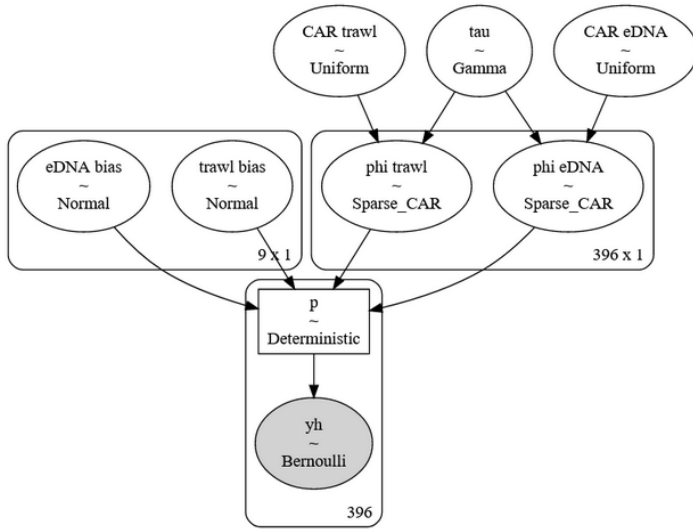 CAR trawl
~
Uniform
tau
~
Gamma
CAR eDNA
~
Uniform
eDNA bias
~
Normal
trawl bias
~
Normal
9 x 1
phi trawl
~
Sparse_CAR
phi eDNA
~
Sparse_CAR
396 x 1
p
~
Deterministic
yh
~
Bernoulli
396